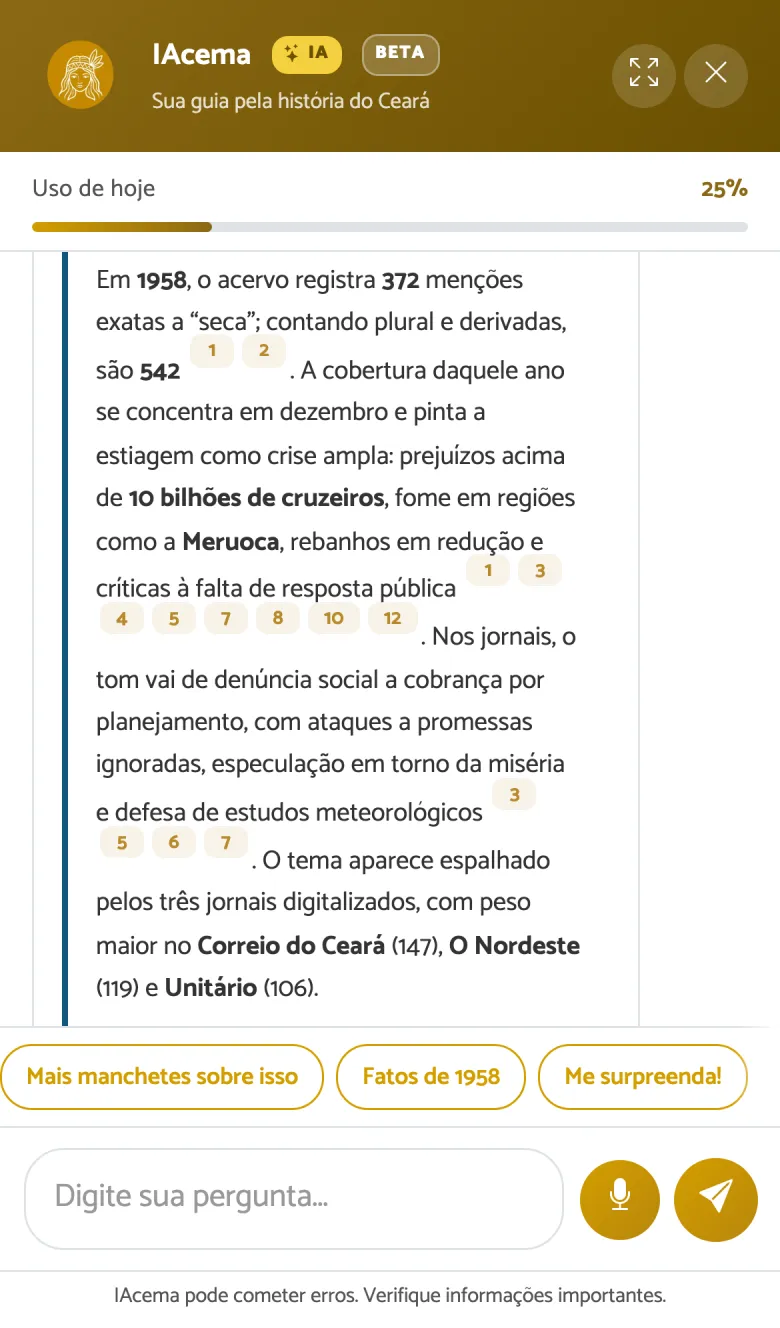 IAcema IA BETA
Sua guia pela história do Ceará
Uso de hoje 25%
Em 1958, o acervo registra 372 menções
exatas a “seca”; contando plural e derivadas,
são 542 1 2 . A cobertura daquele ano
se concentra em dezembro e pinta a
estiagem como crise ampla: prejuízos acima
de 10 bilhões de cruzeiros, fome em regiões
como a Meruoca, rebanhos em redução e
críticas à falta de resposta pública 1 3
4 5 7 8 10 12 . Nos jornais, o
tom vai de denúncia social a cobrança por
planejamento, com ataques a promessas
ignoradas, especulação em torno da miséria
e defesa de estudos meteorológicos 3
5 6 7 . O tema aparece espalhado
pelos três jornais digitalizados, com peso
maior no Correio do Ceará (147), O Nordeste
(119) e Unitário (106).
Mais manchetes sobre isso Fatos de 1958 Me surpreenda!
Digite sua pergunta...
IAcema pode cometer erros. Verifique informações importantes.